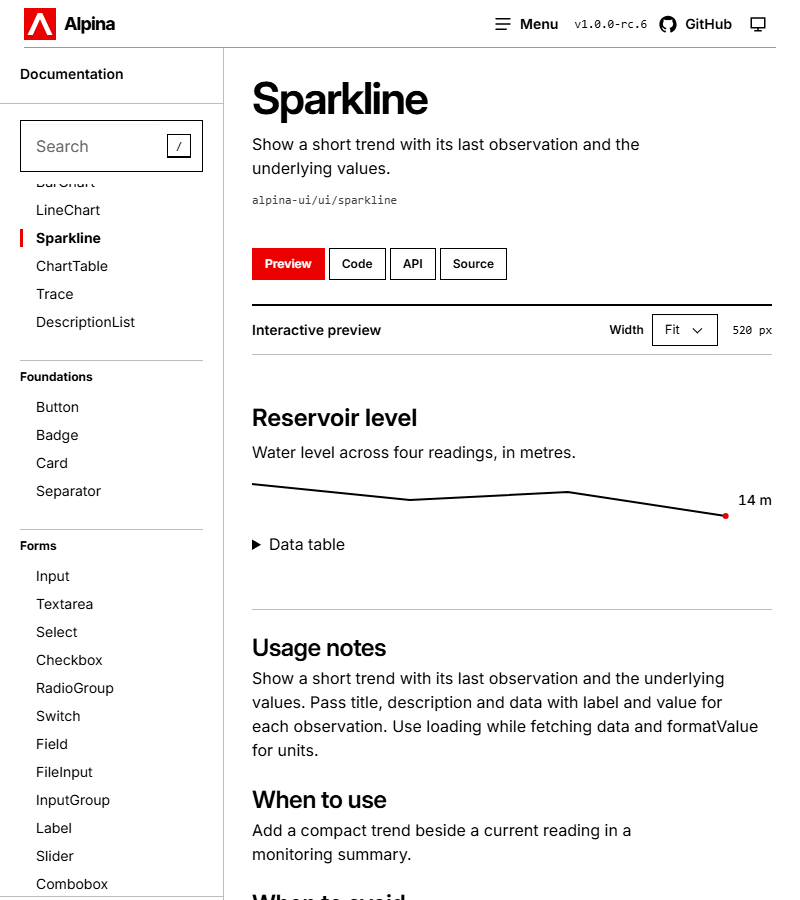 Alpina
Menu
v1.0.0-rc.6
GitHub
Documentation
Search
/
BarChart
LineChart
Sparkline
ChartTable
Trace
DescriptionList
Foundations
Button
Badge
Card
Separator
Forms
Input
Textarea
Select
Checkbox
RadioGroup
Switch
Field
FileInput
InputGroup
Label
Slider
Combobox
Sparkline
Show a short trend with its last observation and the
underlying values.
alpina-ui/ui/sparkline
Preview
Code
API
Source
Interactive preview
Width
Fit
520 px
Reservoir level
Water level across four readings, in metres.
14 m
Data table
Usage notes
Show a short trend with its last observation and the underlying
values. Pass title, description and data with label and value for
each observation. Use loading while fetching data and formatValue
for units.
When to use
Add a compact trend beside a current reading in a
monitoring summary.
When to avoid